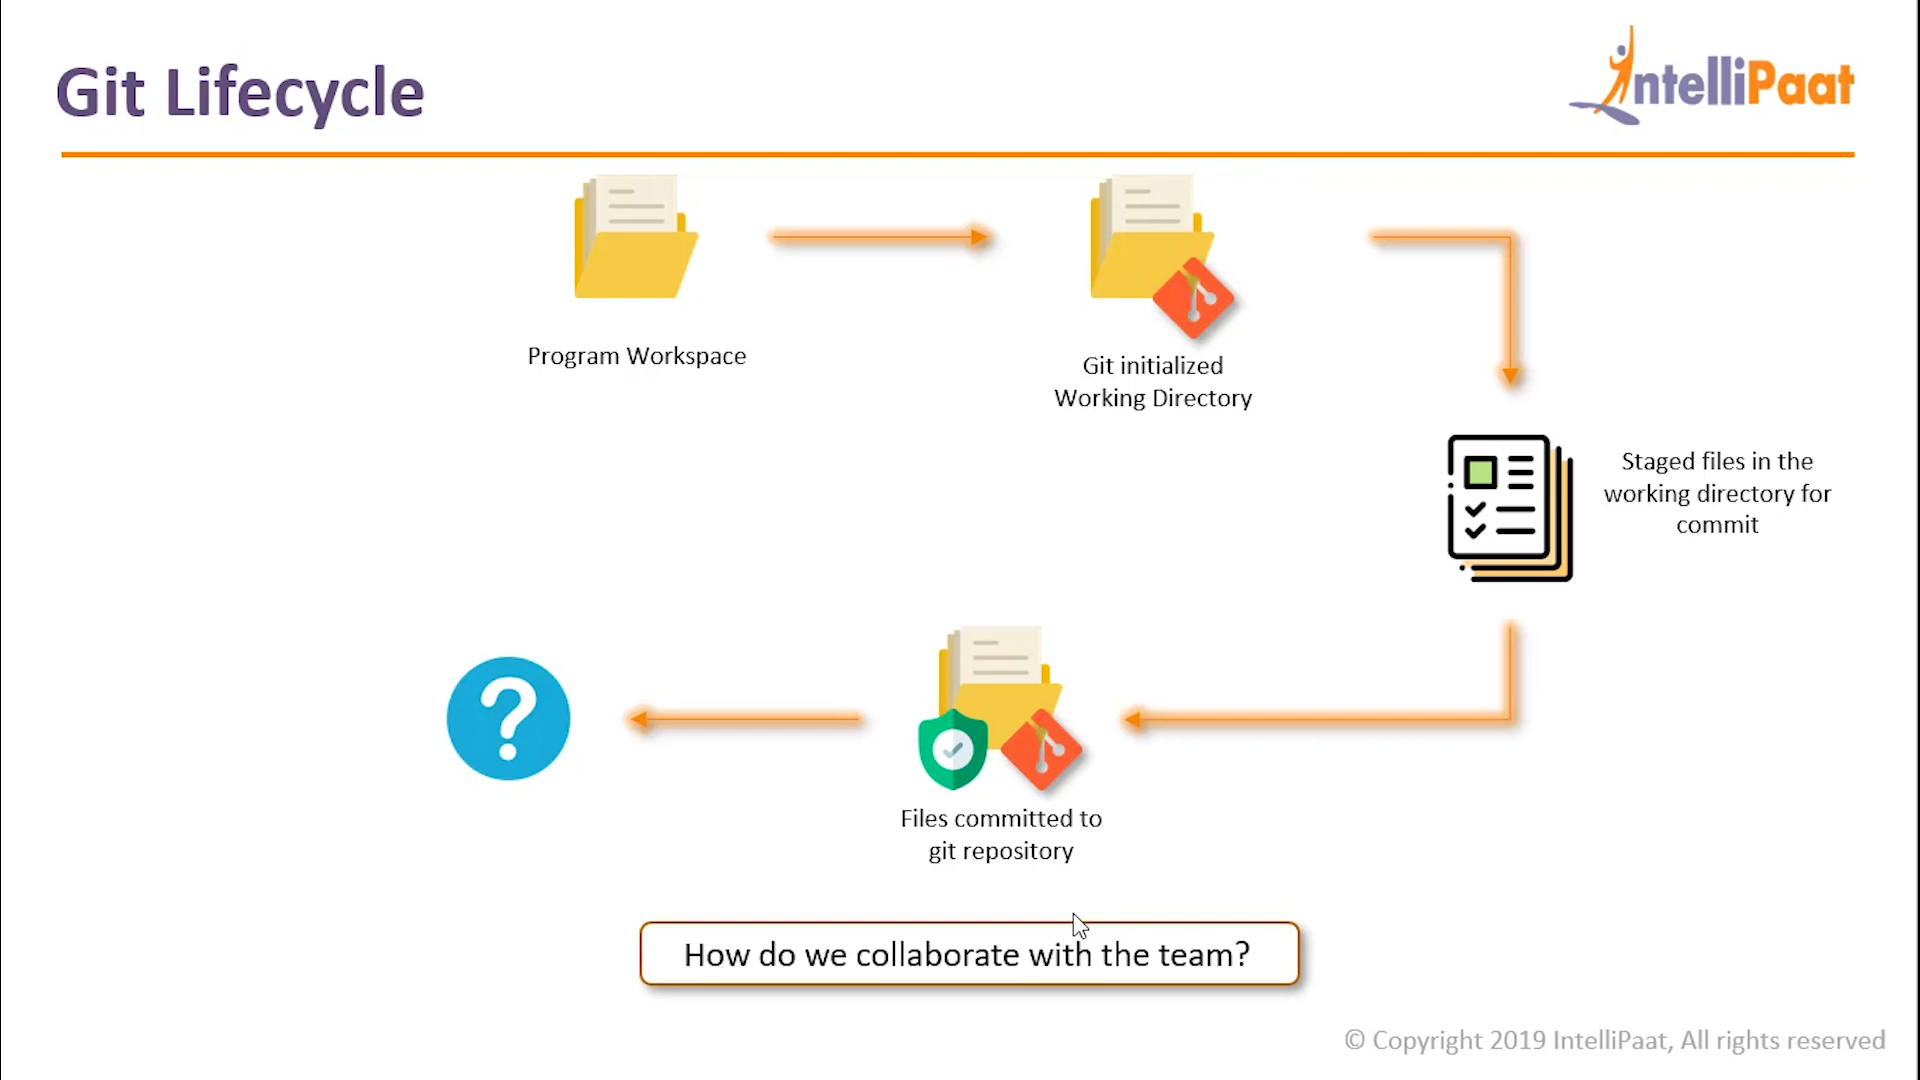 Git Lifecycle
IntelliPaat
Program Workspace
Git initialized
Working Directory
Staged files in the
working directory for
commit
?
Files committed to
git repository
How do we collaborate with the team?
© Copyright 2019 IntelliPaat, All rights reserved